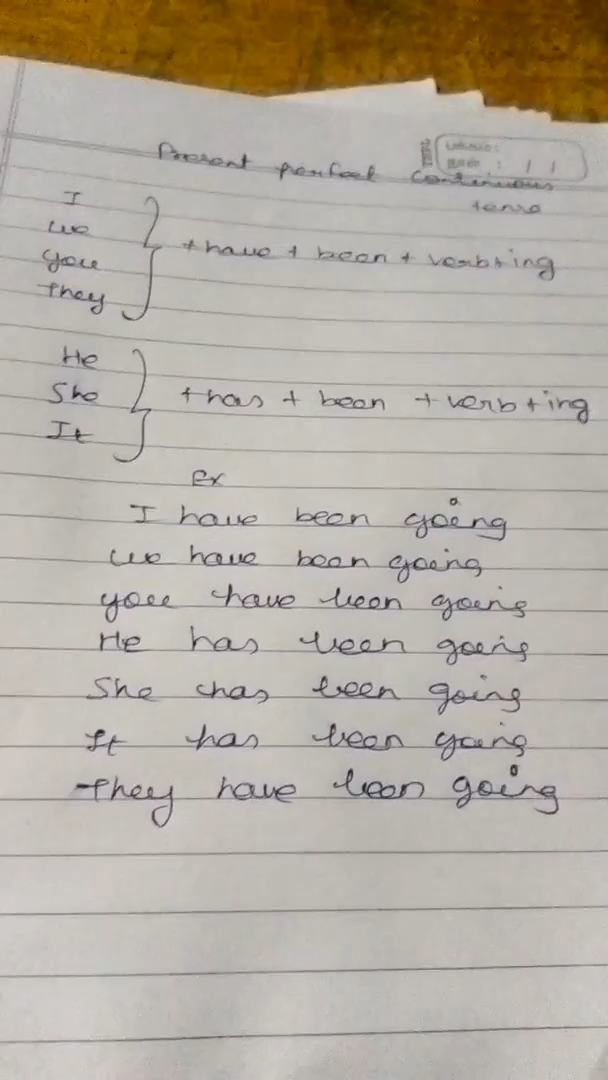 Present perfect continuous
tense
I
we
you
they
+ have + been + verb+ing
He
She
It
+ has + been + verb+ing
Ex
I have been going
we have been going
you have been going
He has been going
She has been going
It has been going
They have been going